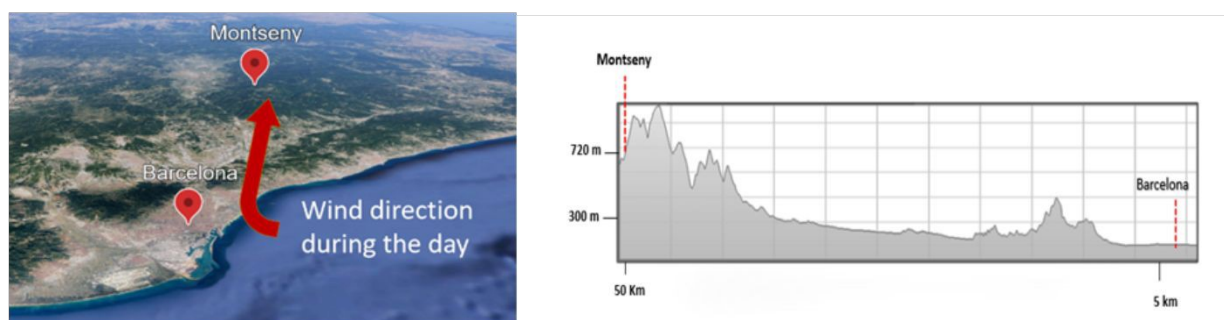 Montseny
Barcelona
Wind direction
during the day
Montseny
720 m
Barcelona
300 m
50 Km
5 km